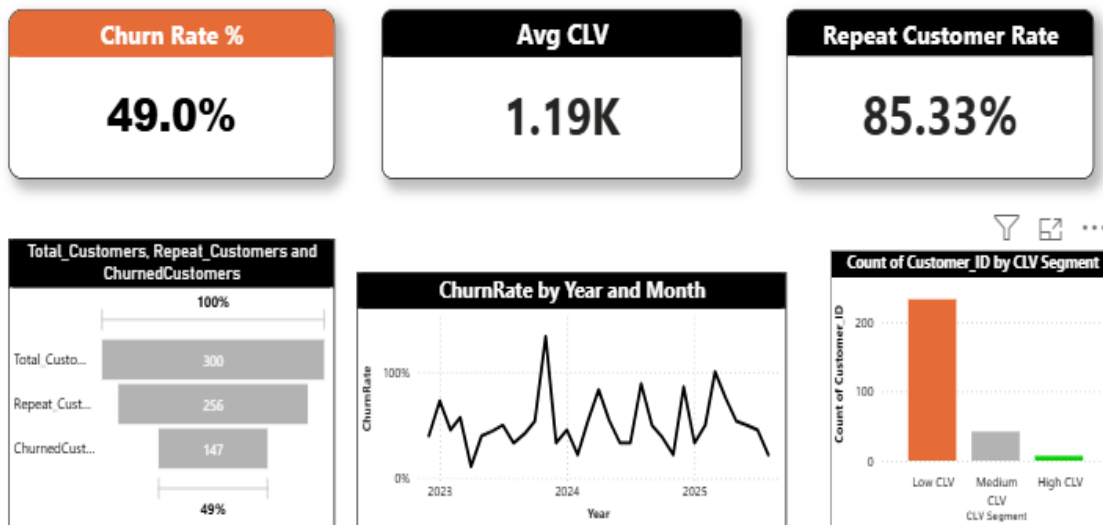 Churn Rate %
49.0%
Avg CLV
1.19K
Repeat Customer Rate
85.33%
Total_Customers, Repeat_Customers and
ChurnedCustomers
100%
Total_Custo...
300
Repeat_Cust...
256
ChurnedCust...
147
49%
ChurnRate by Year and Month
ChurnRate
100%
0%
2023
2024
2025
Year
Count of Customer_ID by CLV Segment
Count of Customer_ID
200
100
0
Low CLV
Medium
CLV
High CLV
CLV Segment